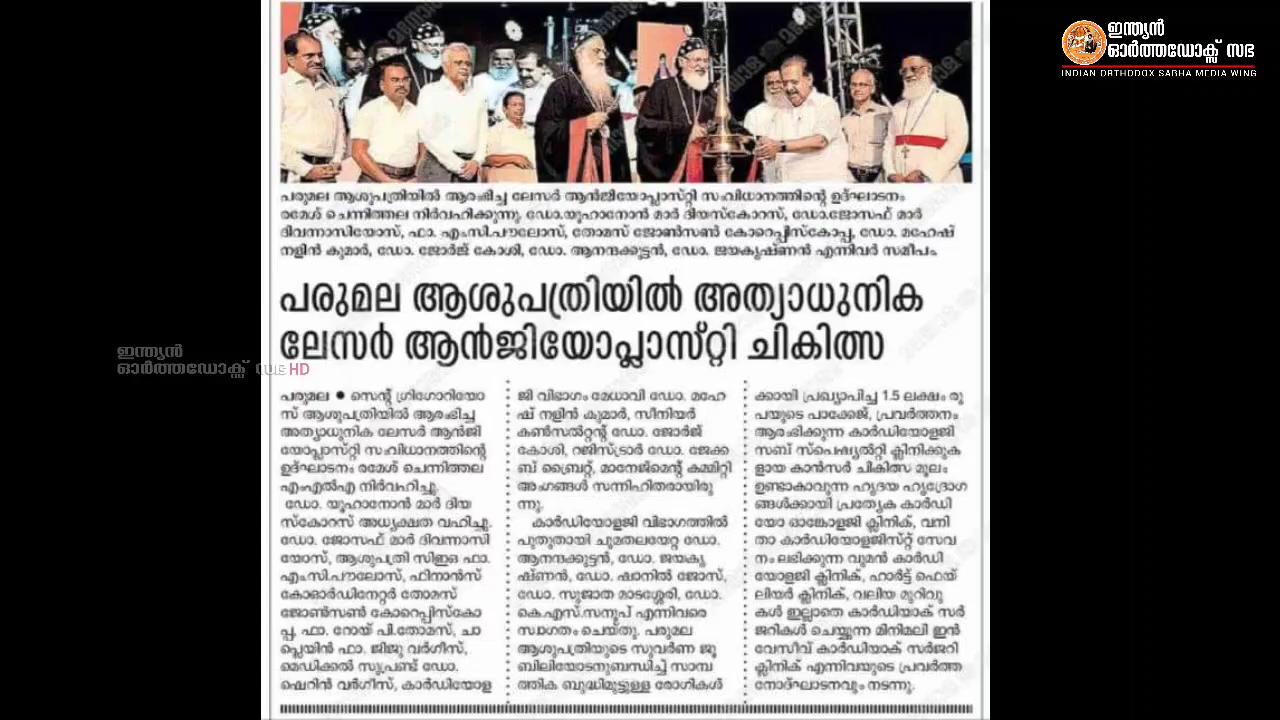 ഇന്ത്യൻ
ഓർത്തഡോക്സ് സഭ
INDIAN ORTHODOX SABHA MEDIA WING
പരുമല ആശുപത്രിയിൽ ആരംഭിച്ച ലേസർ ആൻജിയോപ്ലാസ്റ്റി സംവിധാനത്തിന്റെ ഉദ്ഘാടനം
രമേശ് ചെന്നിത്തല നിർവഹിക്കുന്നു. ഡോ.യൂഹാനോൻ മാർ ദിയസ്കോറസ്, ഡോ.ജോസഫ് മാർ
ദിവന്നാസിയോസ്, ഫാ. എം.സി.പൗലോസ്, തോമസ് ജോൺസൺ കോറെപ്പിസ്കോപ്പ, ഡോ. മഹേഷ്
നളിൻ കുമാർ, ഡോ. ജോർജ് കോശി, ഡോ. ആനന്ദക്കുട്ടൻ, ഡോ. ജയകൃഷ്ണൻ എന്നിവർ സമീപം.
പരുമല ആശുപത്രിയിൽ അത്യാധുനിക
ലേസർ ആൻജിയോപ്ലാസ്റ്റി ചികിത്സ
ഇന്ത്യൻ
ഓർത്തഡോക്സ് സഭ HD
പരുമല ● സെന്റ് ഗ്രിഗോറിയോ
സ് ആശുപത്രിയിൽ ആരംഭിച്ച
അത്യാധുനിക ലേസർ ആൻജി
യോപ്ലാസ്റ്റി സംവിധാനത്തിന്റെ
ഉദ്ഘാടനം രമേശ് ചെന്നിത്തല
എംഎൽഎ നിർവഹിച്ചു.
ഡോ. യൂഹാനോൻ മാർ ദിയ
സ്കോറസ് അധ്യക്ഷത വഹിച്ചു.
ഡോ. ജോസഫ് മാർ ദിവന്നാസി
യോസ്, ആശുപത്രി സിഇഒ ഫാ.
എം.സി.പൗലോസ്, ഫിനാൻസ്
കോഓർഡിനേറ്റർ തോമസ്
ജോൺസൺ കോറെപ്പിസ്കോ
പ്പ, ഫാ. റോയ് പി.തോമസ്, ചാ
പ്ലെയിൻ ഫാ. ജിജു വർഗീസ്,
മെഡിക്കൽ സൂപ്രണ്ട് ഡോ.
ഷെറിൻ വർഗീസ്, കാർഡിയോള
ജി വിഭാഗം മേധാവി ഡോ. മഹേ
ഷ് നളിൻ കുമാർ, സീനിയർ
കൺസൽറ്റന്റ് ഡോ. ജോർജ്
കോശി, റജിസ്ട്രാർ ഡോ. ജേക്ക
ബ് ബ്രൈറ്റ്, മാനേജ്മെന്റ് കമ്മിറ്റി
അംഗങ്ങൾ സന്നിഹിതരായിരു
ന്നു.
കാർഡിയോളജി വിഭാഗത്തിൽ
പുതുതായി ചുമതലയേറ്റ ഡോ.
ആനന്ദക്കുട്ടൻ, ഡോ. ജയകൃ
ഷ്ണൻ, ഡോ. ഷാനിൽ ജോസ്,
ഡോ. സുജാത മാടശ്ശേരി, ഡോ.
കെ.എസ്.സനൂപ് എന്നിവരെ
സ്വാഗതം ചെയ്തു. പരുമല
ആശുപത്രിയുടെ സുവർണ ജൂ
ബിലിയോടനുബന്ധിച്ച് സാമ്പ
ത്തിക ബുദ്ധിമുട്ടുള്ള രോഗികൾ
ക്കായി പ്രഖ്യാപിച്ച 1.5 ലക്ഷം രൂ
പയുടെ പാക്കേജ്, പ്രവർത്തനം
ആരംഭിക്കുന്ന കാർഡിയോളജി
സബ് സ്പെഷ്യൽറ്റി ക്ലിനിക്കുക
ളായ കാൻസർ ചികിത്സ മൂലം
ഉണ്ടാകാവുന്ന ഹൃദയ ഹൃദ്രോഗ
ങ്ങൾക്കായി പ്രത്യേക കാർഡി
യോ ഓങ്കോളജി ക്ലിനിക്, വനി
താ കാർഡിയോളജിസ്റ്റ് സേവ
നം ലഭിക്കുന്ന വുമൻ കാർഡി
യോളജി ക്ലിനിക്, ഹാർട്ട് ഫെയ്
ലിയർ ക്ലിനിക്, വലിയ മുറിവു
കൾ ഇല്ലാതെ കാർഡിയാക് സർ
ജറികൾ ചെയ്യുന്ന മിനിമലി ഇൻ
വേസീവ് കാർഡിയാക് സർജറി
ക്ലിനിക് എന്നിവയുടെ പ്രവർത്ത
നോദ്ഘാടനവും നടന്നു.